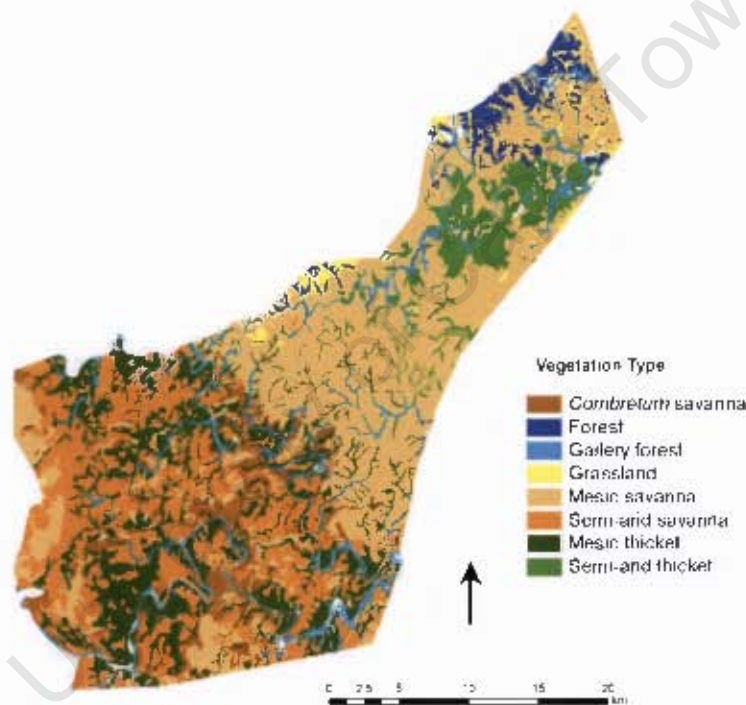 Tow
Vegetation Type
Combretum savanna
Forest
Gallery forest
Grassland
Mesic savanna
Semi-arid savanna
Mesic thicket
Semi-arid thicket
0 2.5 5 10 15 20
km
U